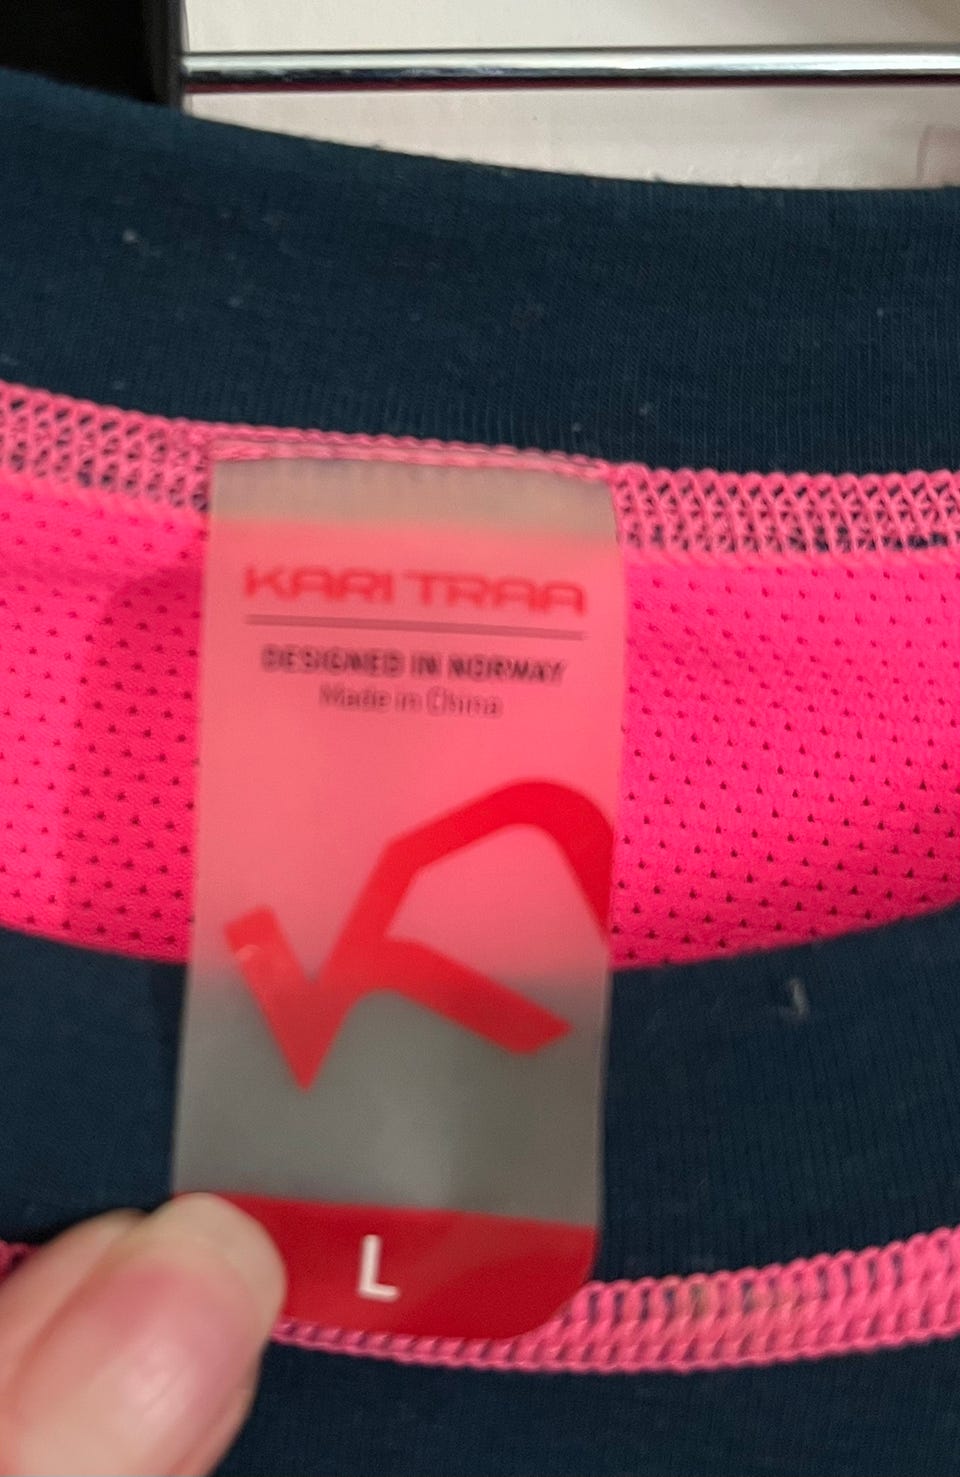 KARI TRAA
DESIGNED IN NORWAY
Made in China
L